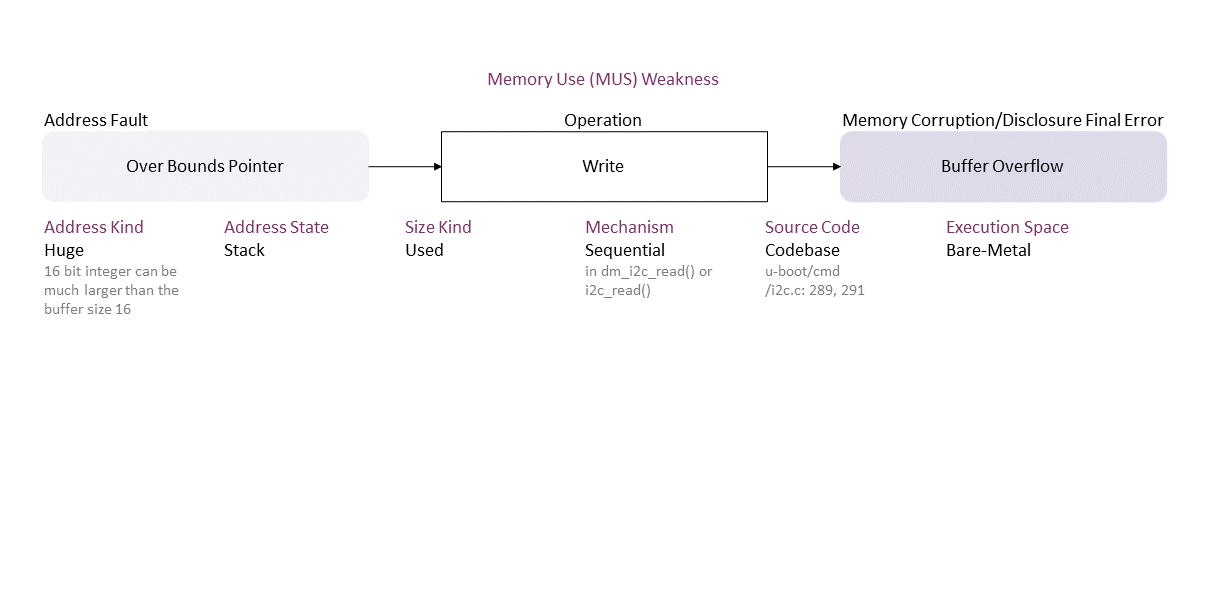 Memory Use (MUS) Weakness
Address Fault
Operation
Memory Corruption/Disclosure Final Error
Over Bounds Pointer
Write
Buffer Overflow
Address Kind
Huge
16 bit integer can be
much larger than the
buffer size 16
Address State
Stack
Size Kind
Used
Mechanism
Sequential
in dm_i2c_read() or
i2c_read()
Source Code
Codebase
u-boot/cmd
/i2c.c: 289, 291
Execution Space
Bare-Metal